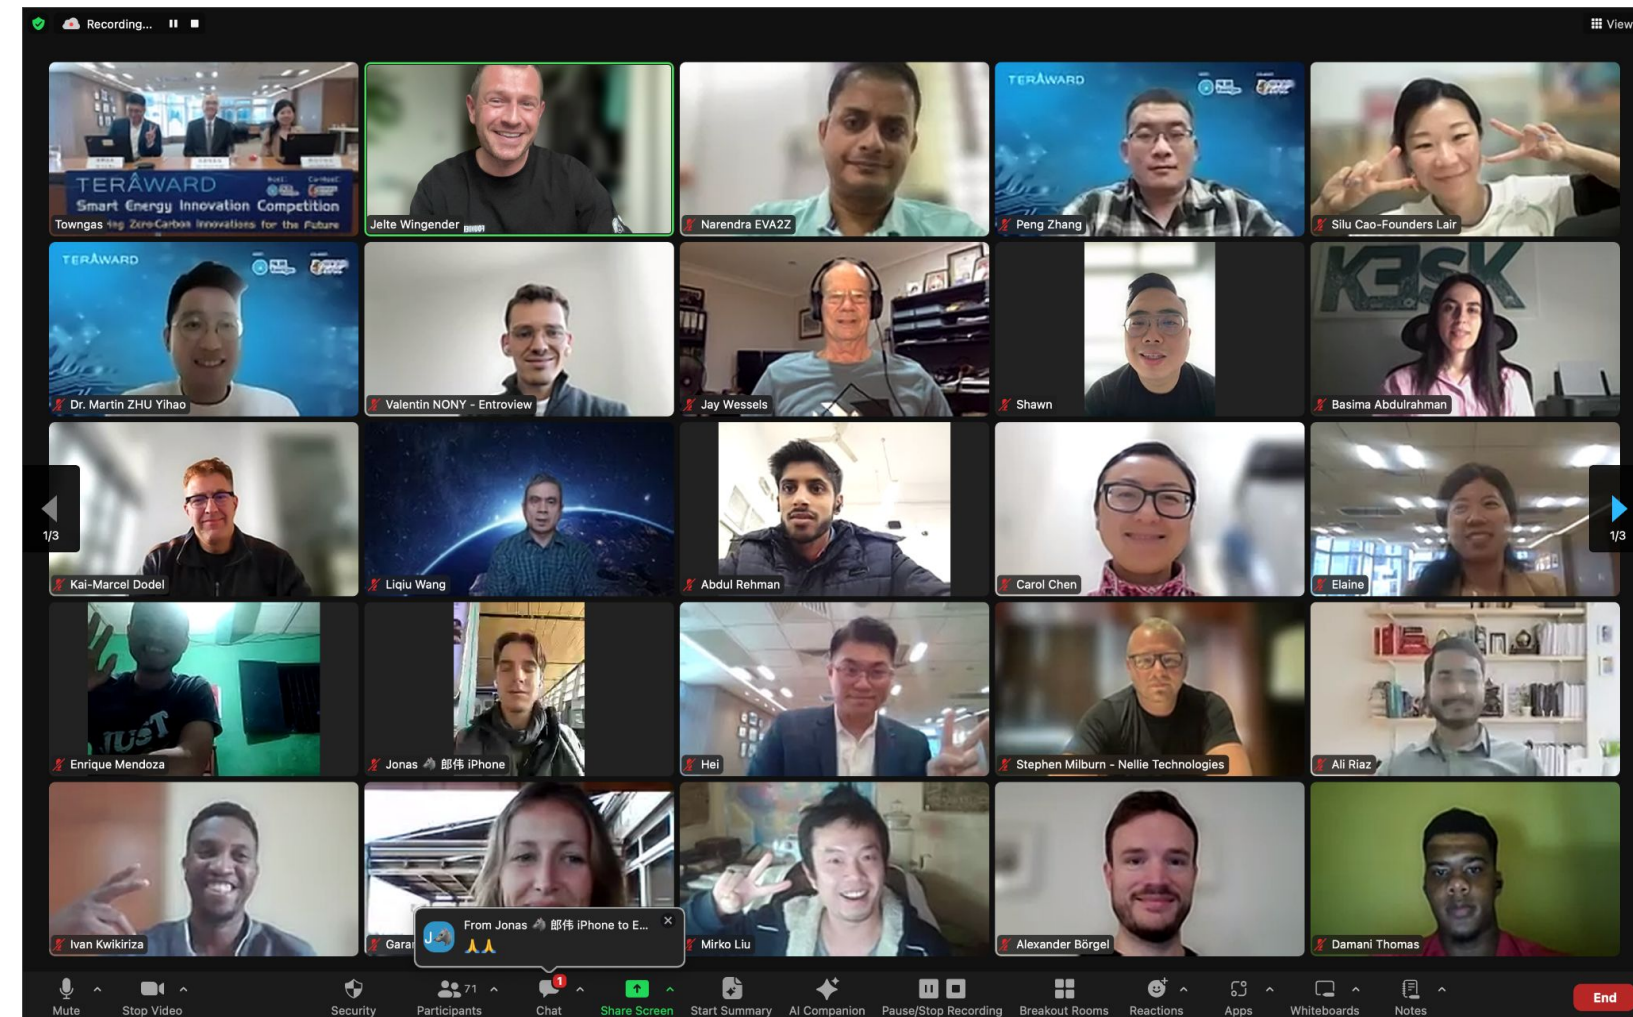 Recording...
View
TERAWARD
Smart Energy Innovation Competition
Zero-Carbon Innovations for the Future
Towngas
Jelte Wingender
Narendra EVA2Z
TERAWARD
Peng Zhang
Silu Cao-Founders Lair
TERAWARD
Dr. Martin ZHU Yihao
Valentin NONY - Entroview
Jay Wessels
Shawn
KESK
Basima Abdulrahman
1/3
Kai-Marcel Dodel
Liqiu Wang
Abdul Rehman
Carol Chen
Elaine
1/3
JUST
Enrique Mendoza
Jonas 🐴 郎伟 iPhone
Hei
Stephen Milburn - Nellie Technologies
Ali Riaz
Ivan Kwikiriza
Garan
From Jonas 🐴 郎伟 iPhone to E...
🙏🙏
Mirko Liu
Alexander Börgel
Damani Thomas
Mute
Stop Video
Security
71
Participants
1
Chat
Share Screen
Start Summary
AI Companion
Pause/Stop Recording
Breakout Rooms
Reactions
Apps
Whiteboards
Notes
End